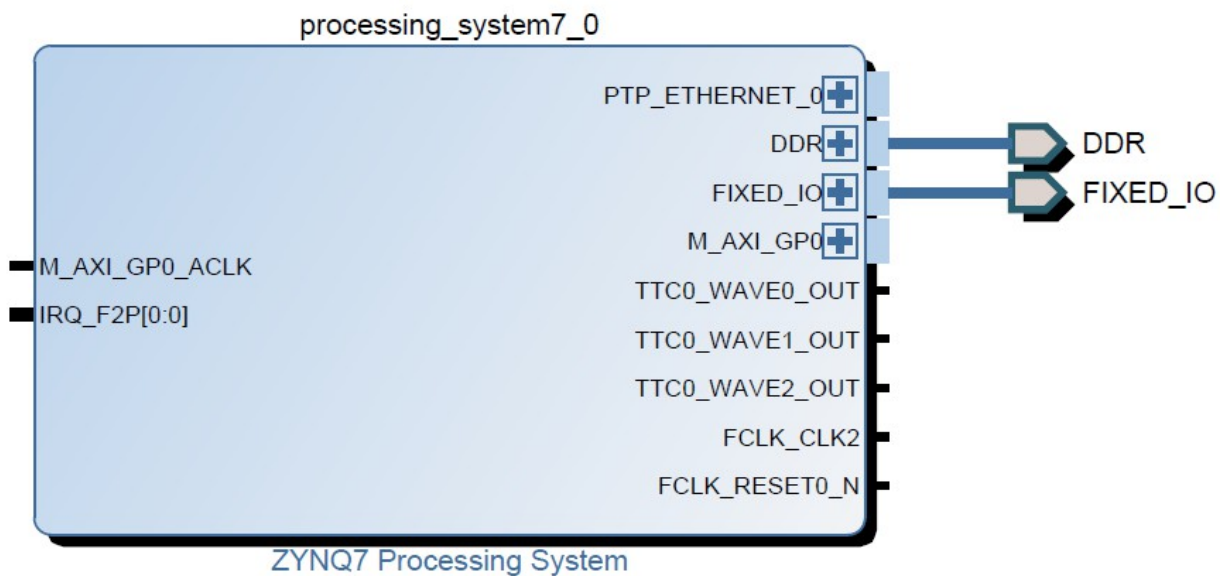 processing_system7_0
PTP_ETHERNET_0
DDR
DDR
FIXED_IO
FIXED_IO
M_AXI_GP0
M_AXI_GP0_ACLK
TTC0_WAVE0_OUT
IRQ_F2P[0:0]
TTC0_WAVE1_OUT
TTC0_WAVE2_OUT
FCLK_CLK2
FCLK_RESET0_N
ZYNQ7 Processing System